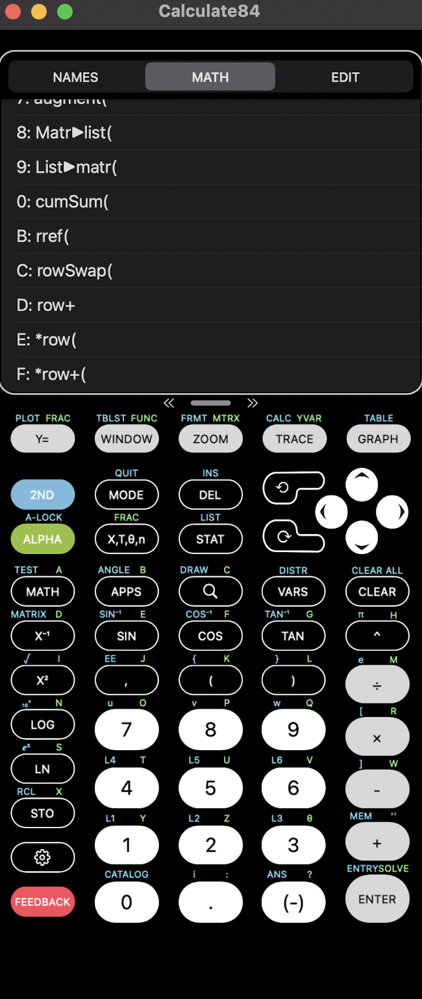 Calculate84
NAMES MATH EDIT
7: augment(
8: Matr▶list(
9: List▶matr(
0: cumSum(
B: rref(
C: rowSwap(
D: row+
E: *row(
F: *row+(
PLOT FRAC TBLST FUNC FRMT MTRX CALC YVAR TABLE
Y= WINDOW ZOOM TRACE GRAPH
QUIT INS
2ND MODE DEL
A-LOCK FRAC LIST
ALPHA X,T,θ,n STAT
TEST A ANGLE B DRAW C DISTR CLEAR ALL
MATH APPS VARS CLEAR
MATRIX D SIN⁻¹ E COS⁻¹ F TAN⁻¹ G π H
X⁻¹ SIN COS TAN ^
√ I EE J { K } L e M
X² , ( ) ÷
10ˣ N u O v P w Q [ R
LOG 7 8 9 ×
eˣ S L4 T L5 U L6 V ] W
LN 4 5 6 -
RCL X L1 Y L2 Z L3 θ MEM "
STO 1 2 3 +
CATALOG i : ANS ? ENTRY SOLVE
FEEDBACK 0 . (-) ENTER